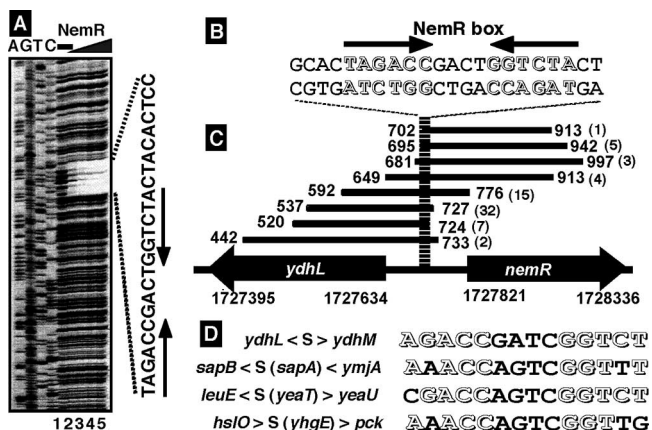 A
NemR
AGTC
12345
TAGACCGACTGGTCTACTACACTCC
B
NemR box
GCACTAGACCGACTGGTCTACT
CGTGATCTGGCTGACCAGATGA
C
702 913 (1)
695 942 (5)
681 997 (3)
649 913 (4)
592 776 (15)
537 727 (32)
520 724 (7)
442 733 (2)
ydhL nemR
1727395 1727634 1727821 1728336
D
ydhL < S > ydhM AGACCGATCGGTCT
sapB < S (sapA) < ymjA AAACCAGTCGGTTT
leuE < S (yeaT) > yeaU CGACCAGTCGGTCT
hslO > S (yhgE) > pck AAACCAGTCGGTTG